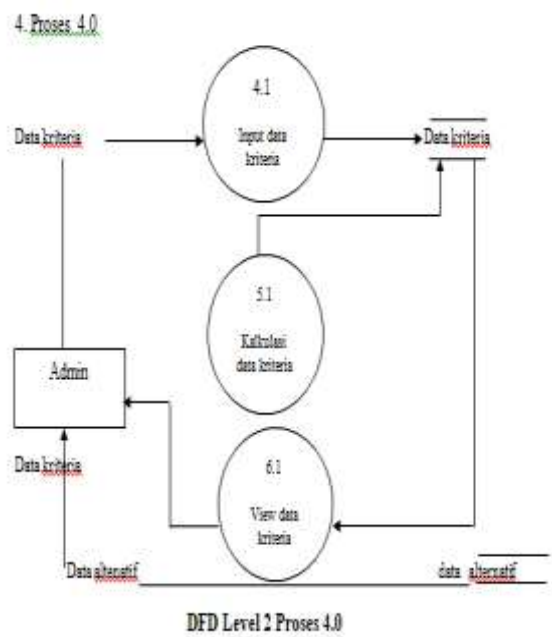 4. Proses 4.0
4.1
Data kriteria
Input data
kriteria
Data kriteria
5.1
Kalkulasi
data kriteria
Admin
6.1
Data kriteria
View data
kriteria
Data alternatif
data alternatif
DFD Level 2 Proses 4.0